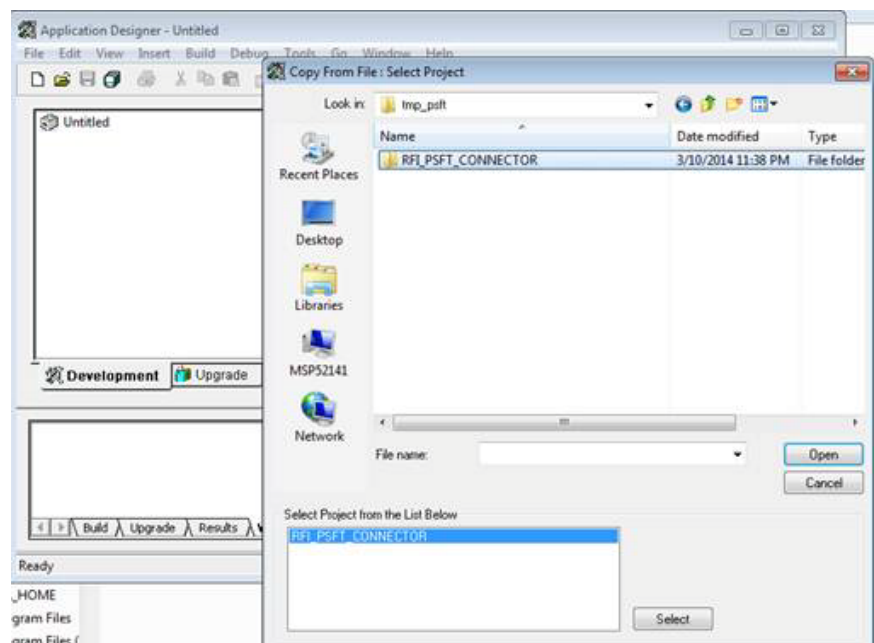 Application Designer - Untitled
File Edit View Insert Build Debug Tools Go Window Help
Untitled
Development
Upgrade
Build
Upgrade
Results
Ready
_HOME
gram Files
gram Files (
Copy From File : Select Project
Look in:
tmp_psft
Name
Date modified
Type
RFI_PSFT_CONNECTOR
3/10/2014 11:38 PM
File folder
Recent Places
Desktop
Libraries
MSP52141
Network
File name:
Open
Cancel
Select Project from the List Below
RFI_PSFT_CONNECTOR
Select